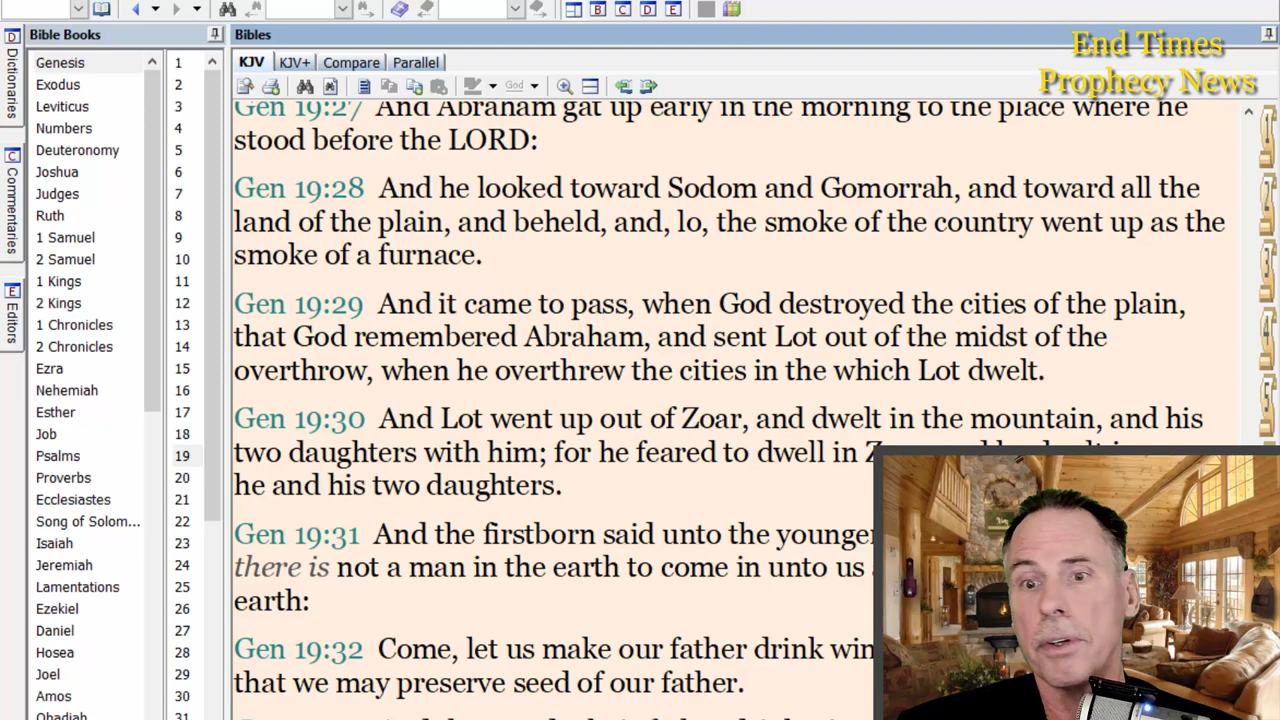 Bible Books
Bibles
End Times
Prophecy News
KJV
KJV+
Compare
Parallel
B
C
D
E
God
D
Dictionaries
C
Commentaries
E
Editors
Genesis
Exodus
Leviticus
Numbers
Deuteronomy
Joshua
Judges
Ruth
1 Samuel
2 Samuel
1 Kings
2 Kings
1 Chronicles
2 Chronicles
Ezra
Nehemiah
Esther
Job
Psalms
Proverbs
Ecclesiastes
Song of Solom...
Isaiah
Jeremiah
Lamentations
Ezekiel
Daniel
Hosea
Joel
Amos
Obadiah
1
2
3
4
5
6
7
8
9
10
11
12
13
14
15
16
17
18
19
20
21
22
23
24
25
26
27
28
29
30
31
Gen 19:27 And Abraham gat up early in the morning to the place where he
stood before the LORD:
Gen 19:28 And he looked toward Sodom and Gomorrah, and toward all the
land of the plain, and beheld, and, lo, the smoke of the country went up as the
smoke of a furnace.
Gen 19:29 And it came to pass, when God destroyed the cities of the plain,
that God remembered Abraham, and sent Lot out of the midst of the
overthrow, when he overthrew the cities in the which Lot dwelt.
Gen 19:30 And Lot went up out of Zoar, and dwelt in the mountain, and his
two daughters with him; for he feared to dwell in
he and his two daughters.
Gen 19:31 And the firstborn said unto the younger
there is not a man in the earth to come in unto us
earth:
Gen 19:32 Come, let us make our father drink
that we may preserve seed of our father.